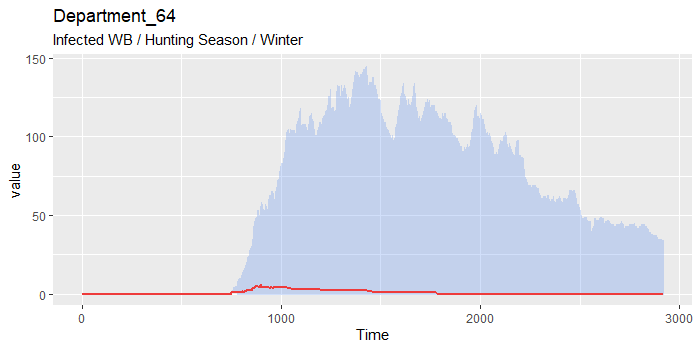 Department_64
Infected WB / Hunting Season / Winter
150
100
50
0
value
0 1000 2000 3000
Time